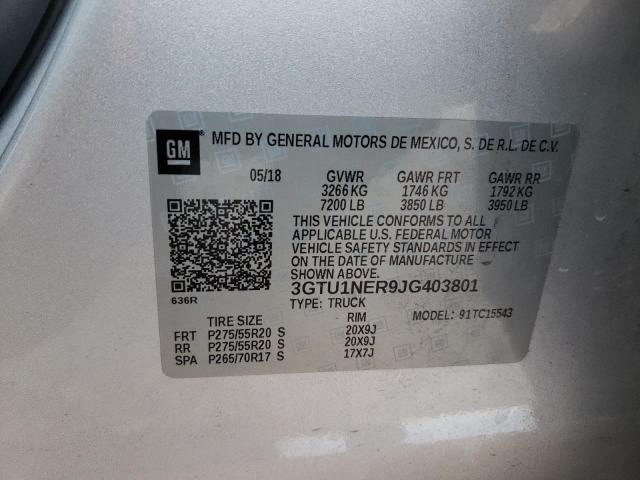 GM
MFD BY GENERAL MOTORS DE MEXICO, S. DE R.L. DE C.V.
05/18 GVWR GAWR FRT GAWR RR
3266 KG 1746 KG 1792 KG
7200 LB 3850 LB 3950 LB
THIS VEHICLE CONFORMS TO ALL
APPLICABLE U.S. FEDERAL MOTOR
VEHICLE SAFETY STANDARDS IN EFFECT
ON THE DATE OF MANUFACTURE
SHOWN ABOVE.
636R
3GTU1NER9JG403801
TYPE: TRUCK MODEL: 91TC15543
TIRE SIZE RIM
FRT P275/55R20 S 20X9J
RR P275/55R20 S 20X9J
SPA P265/70R17 S 17X7J